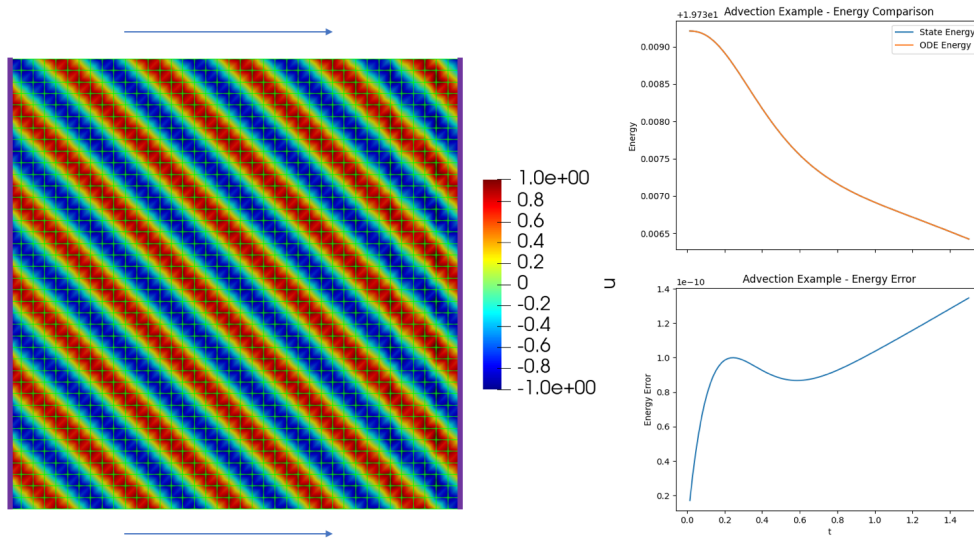 1.0e+00
0.8
0.6
0.4
0.2
0
-0.2
-0.4
-0.6
-0.8
-1.0e+00
u
+1.973e1
Advection Example - Energy Comparison
State Energy
ODE Energy
0.0090
0.0085
0.0080
0.0075
0.0070
0.0065
Energy
Advection Example - Energy Error
1e-10
1.4
1.2
1.0
0.8
0.6
0.4
0.2
Energy Error
0.0 0.2 0.4 0.6 0.8 1.0 1.2 1.4
t